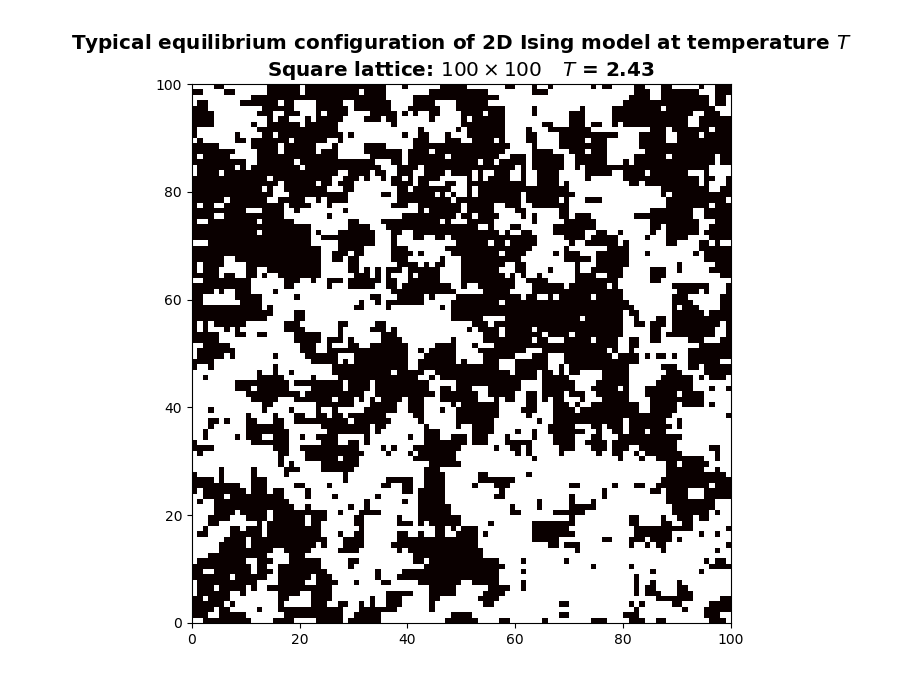 Typical equilibrium configuration of 2D Ising model at temperature T
Square lattice: 100 × 100 T = 2.43
100
80
60
40
20
0
0 20 40 60 80 100